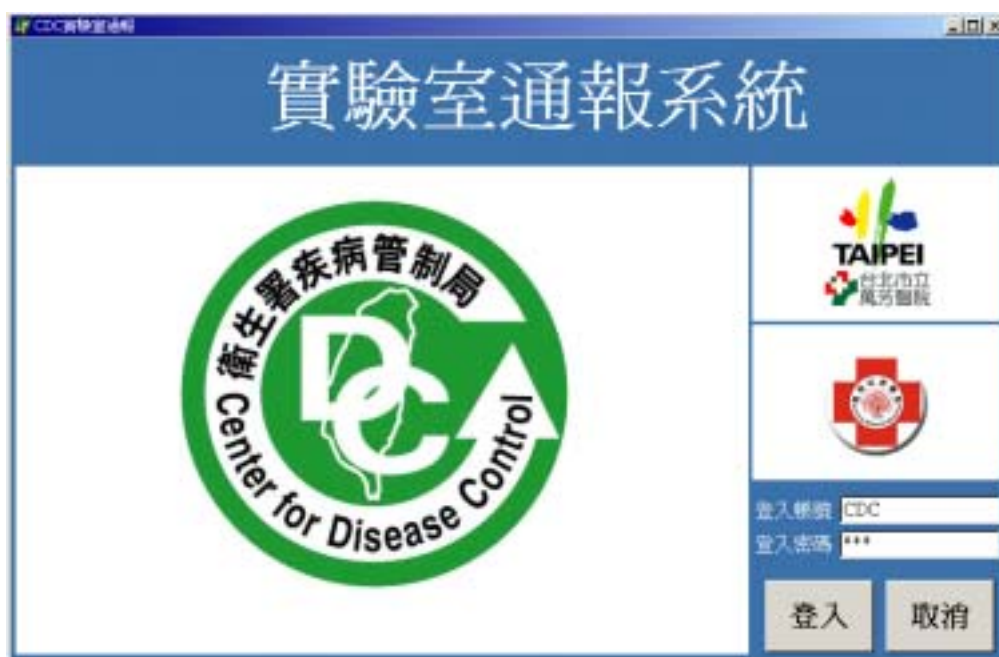 CDC實驗室通報
實驗室通報系統
衛生署疾病管制局
DC
Center for Disease Control
TAIPEI
台北市立
萬芳醫院
登入帳號 CDC
登入密碼 ***
登入 取消